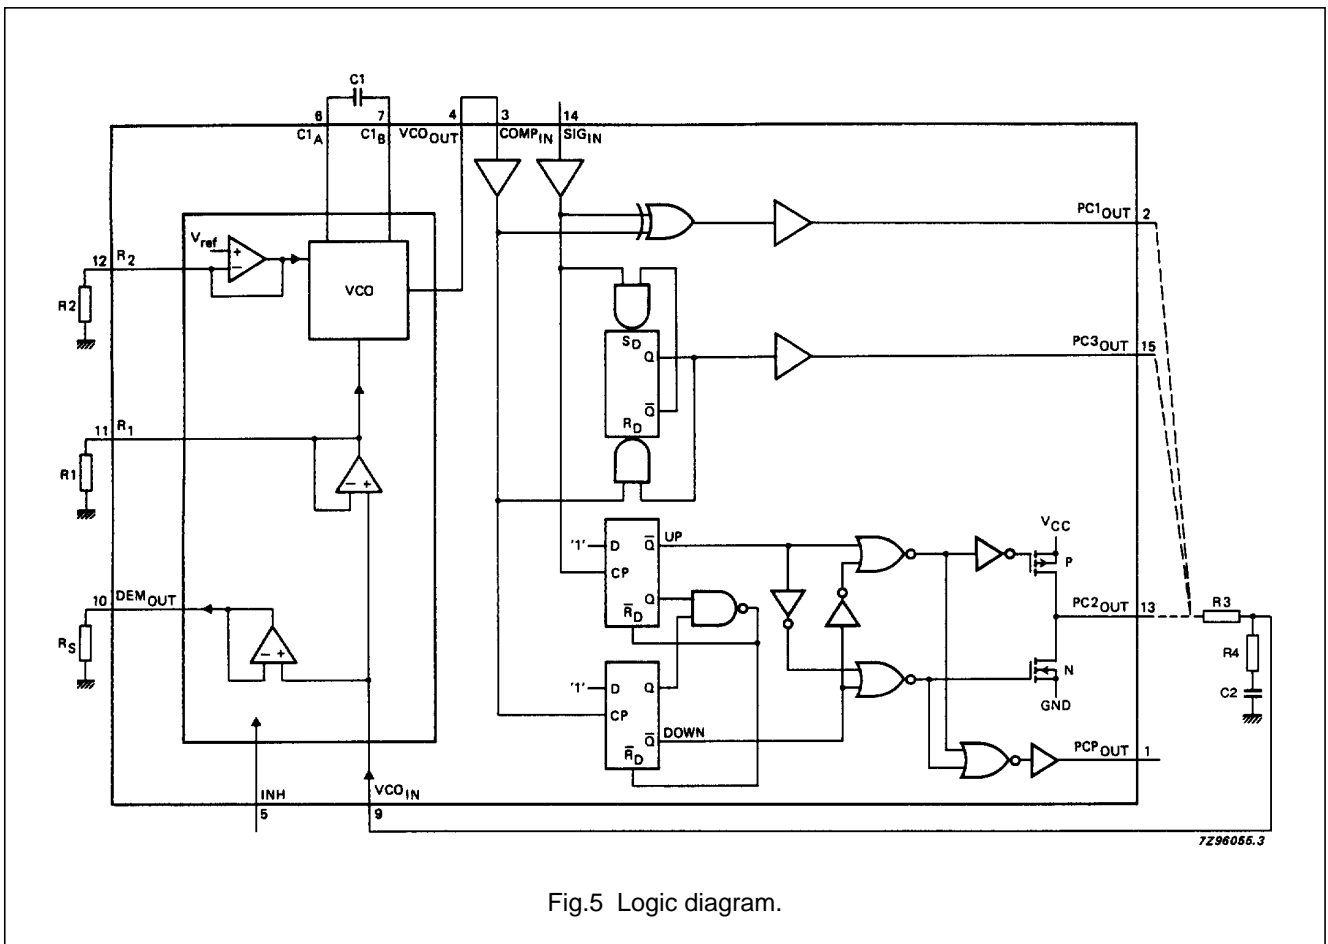 C1
6 7 4 3 14
C1A C1B VCOOUT COMPIN SIGIN
Vref
+
−
12 R2
R2
VCO
PC1OUT 2
SD
Q
Q̅
RD
PC3OUT 15
11 R1
R1
− +
'1' D Q̅ UP
CP
Q
R̅D
VCC
P
10 DEMOUT
RS
− +
PC2OUT 13
R3
R4
C2
'1' D Q
CP
Q̅ DOWN
R̅D
N
GND
PCPOUT 1
INH
5
VCOIN
9
7Z96055.3
Fig.5 Logic diagram.